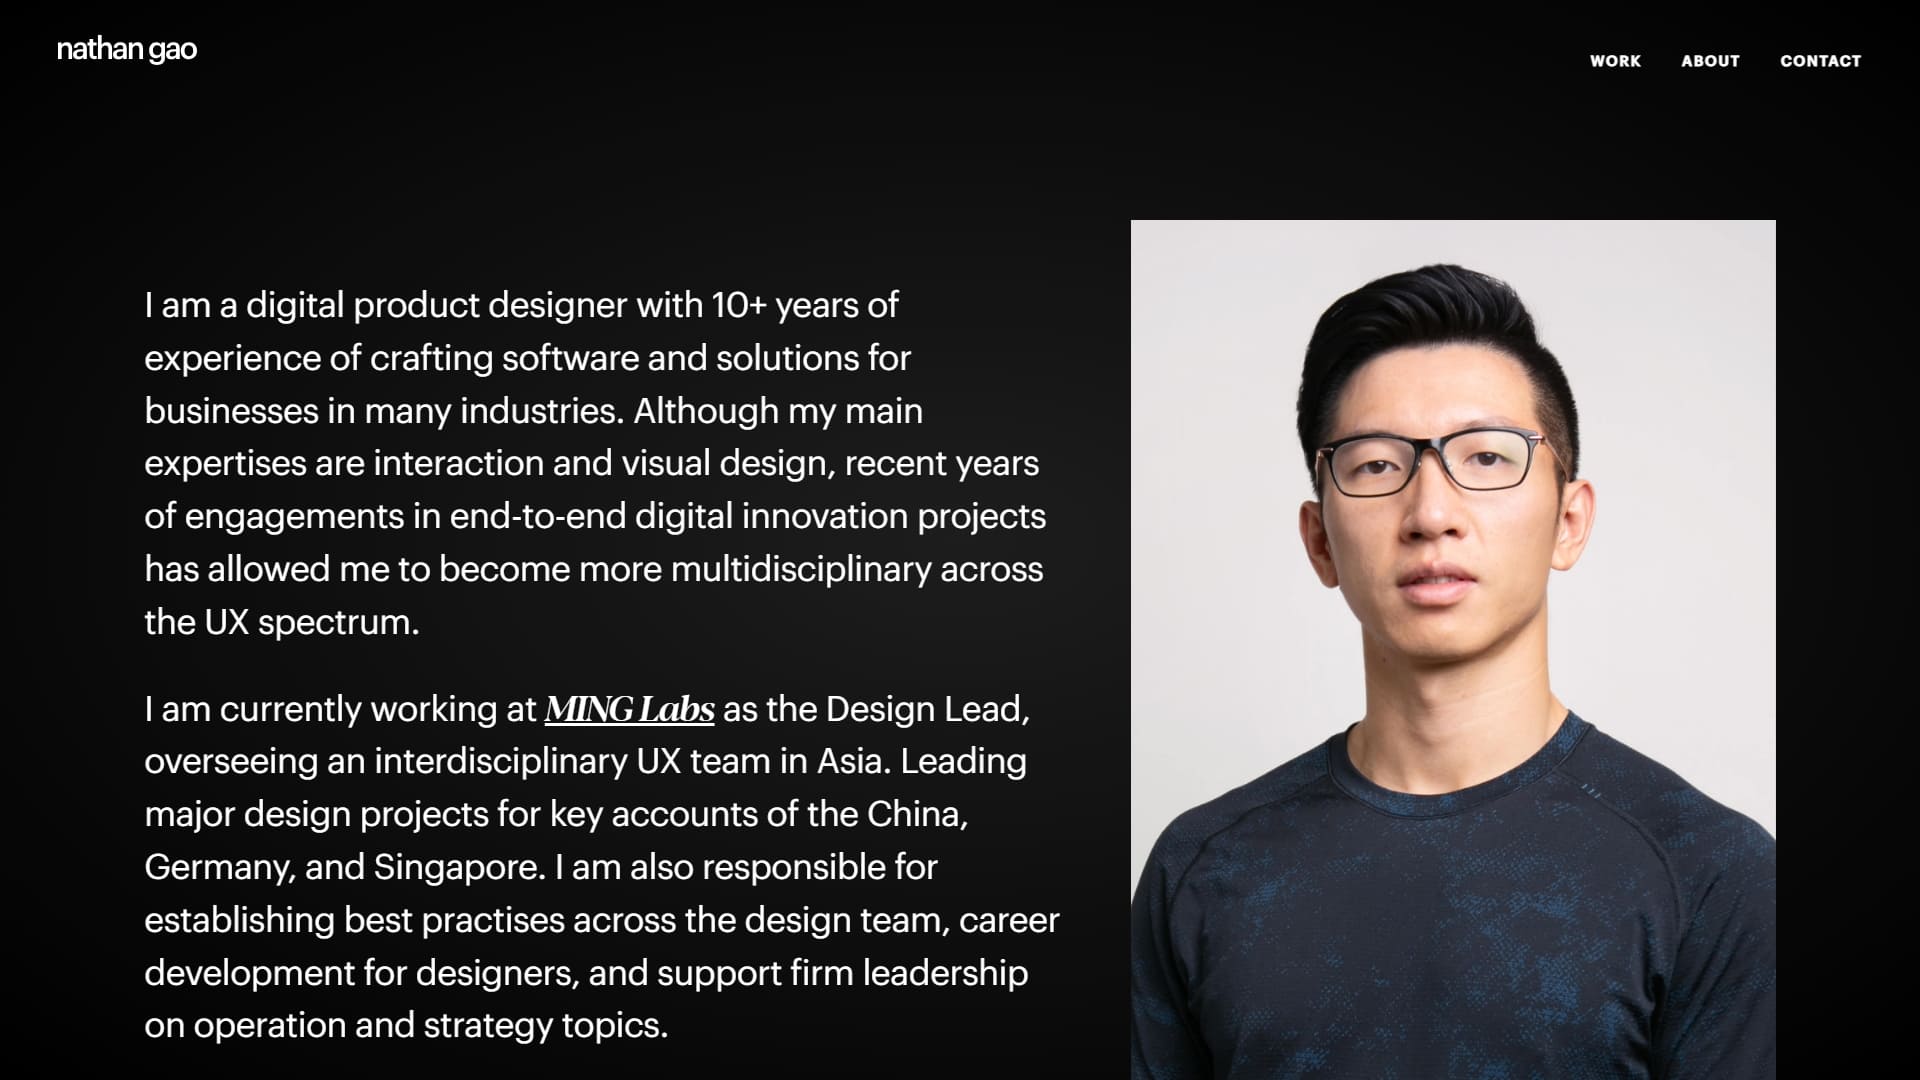 nathan gao
WORK
ABOUT
CONTACT
I am a digital product designer with 10+ years of
experience of crafting software and solutions for
businesses in many industries. Although my main
expertises are interaction and visual design, recent years
of engagements in end-to-end digital innovation projects
has allowed me to become more multidisciplinary across
the UX spectrum.
I am currently working at MING Labs as the Design Lead,
overseeing an interdisciplinary UX team in Asia. Leading
major design projects for key accounts of the China,
Germany, and Singapore. I am also responsible for
establishing best practises across the design team, career
development for designers, and support firm leadership
on operation and strategy topics.